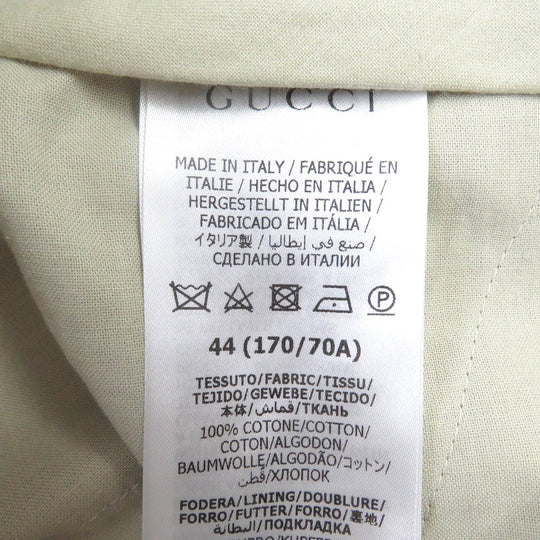 GUCCI
MADE IN ITALY / FABRIQUÉ EN
ITALIE / HECHO EN ITALIA /
HERGESTELLT IN ITALIEN /
FABRICADO EM ITÁLIA /
イタリア製 / صنع في إيطاليا /
СДЕЛАНО В ИТАЛИИ
P
44 (170/70A)
TESSUTO/FABRIC/TISSU/
TEJIDO/GEWEBE/TECIDO/
本体/قماش/ТКАНЬ
100% COTONE/COTTON/
COTON/ALGODON/
BAUMWOLLE/ALGODÃO/コットン/
قطن/ХЛОПОК
FODERA/LINING/DOUBLURE/
FORRO/FUTTER/FORRO/裏地/
البطانة/ПОДКЛАДКА